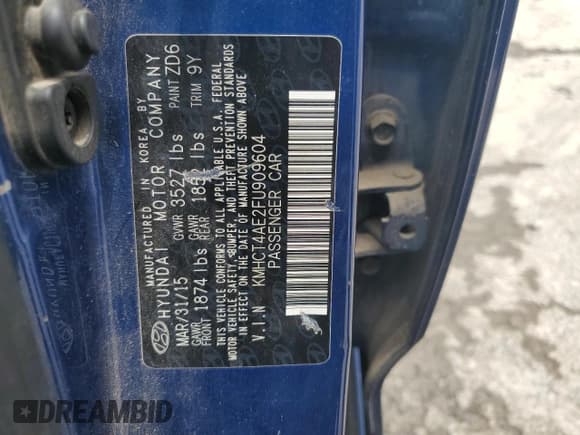 MANUFACTURED IN KOREA BY
HYUNDAI MOTOR COMPANY
MAR/31/15 GVWR 3527 lbs PAINT ZD6
GAWR FRONT 1874 lbs GAWR REAR lbs TRIM 9Y
THIS VEHICLE CONFORMS TO ALL APPLICABLE U.S.A. FEDERAL
MOTOR VEHICLE SAFETY, BUMPER, AND THEFT PREVENTION STANDARDS
IN EFFECT ON THE DATE OF MANUFACTURE SHOWN ABOVE
V.I.N KMHCT4AE2FU909604
PASSENGER CAR
DREAMBID